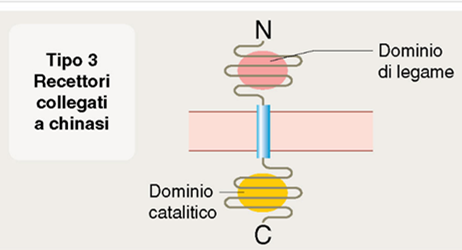 Tipo 3
Recettori
collegati
a chinasi
N
Dominio
di legame
Dominio
catalitico
C